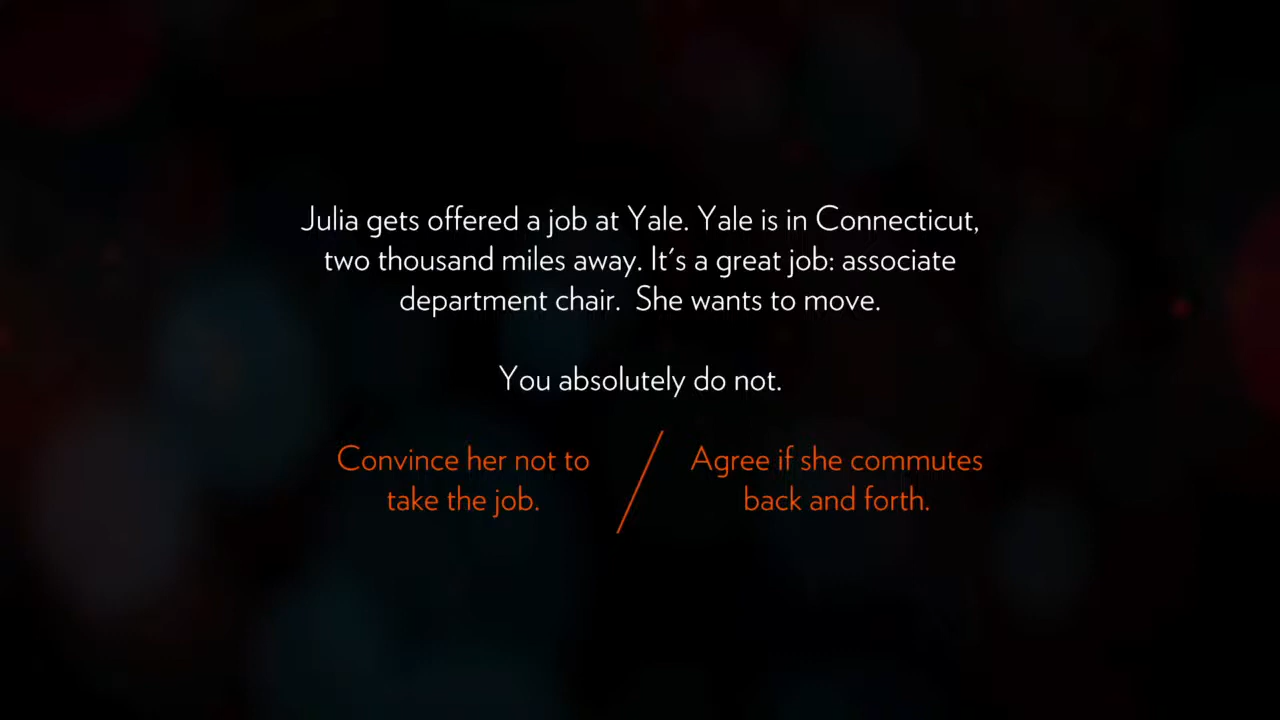 Julia gets offered a job at Yale. Yale is in Connecticut,
two thousand miles away. It's a great job: associate
department chair.  She wants to move.
You absolutely do not.
Convince her not to
take the job.
Agree if she commutes
back and forth.